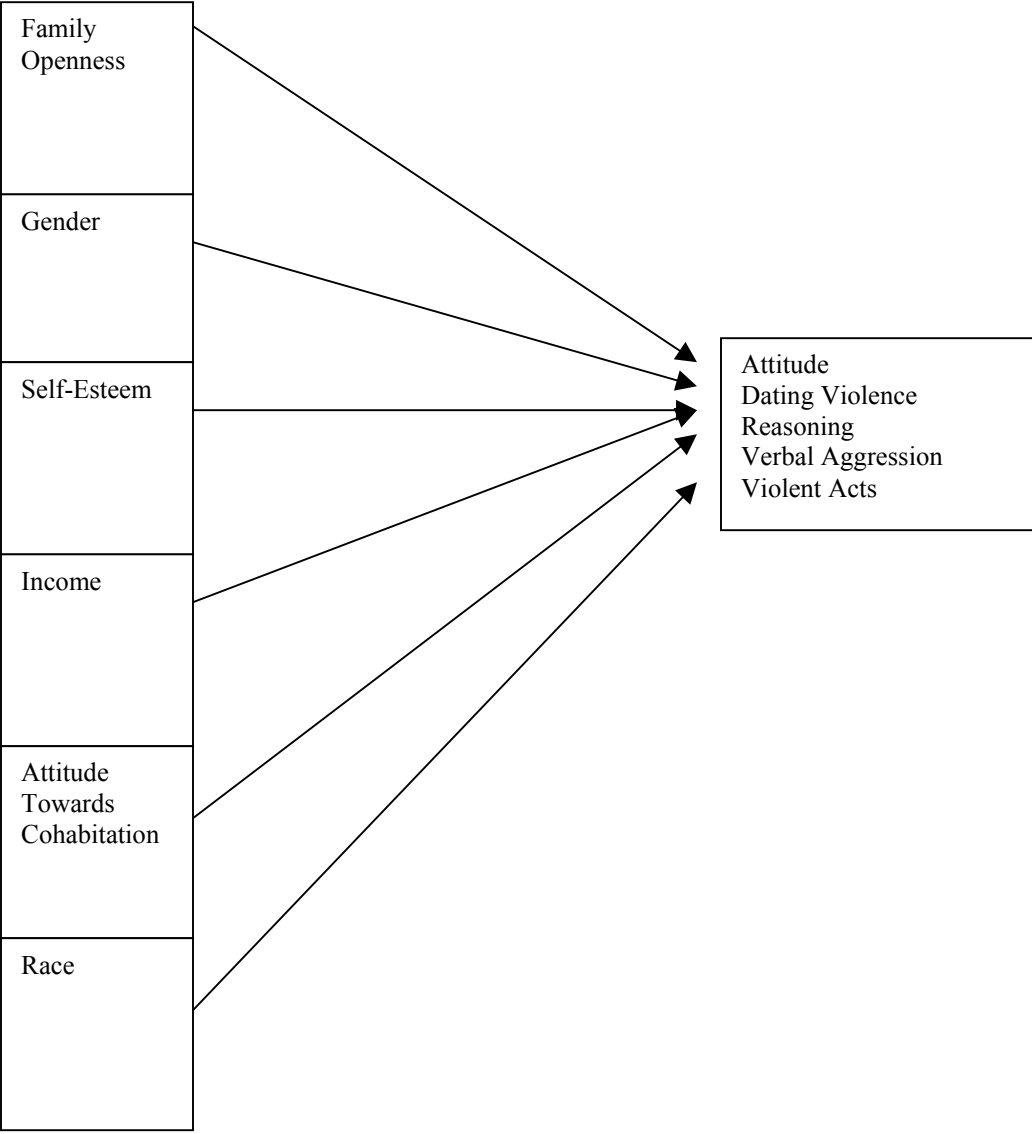 Family
Openness
Gender
Self-Esteem
Income
Attitude
Towards
Cohabitation
Race
Attitude
Dating Violence
Reasoning
Verbal Aggression
Violent Acts